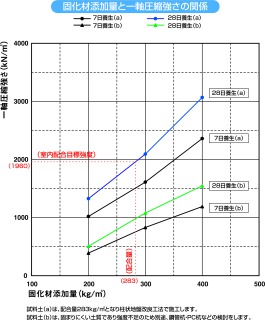 固化材添加量と一軸圧縮強さの関係
7日養生(a)
28日養生(a)
7日養生(b)
28日養生(b)
一軸圧縮強さ(kN/㎡)
4000
3000
2000
1000
0
(室内配合目標強度)
(1960)
28日養生(a)
7日養生(a)
28日養生(b)
7日養生(b)
(配合量)
(283)
100
200
300
400
500
固化材添加量(kg/㎥)
試料土(a)は、配合量283kg/㎥となり柱状地盤改良工法で施工します。
試料土(b)は、固まりにくい土質であり強度不足のため別途、鋼管杭・PC杭などの検討をします。